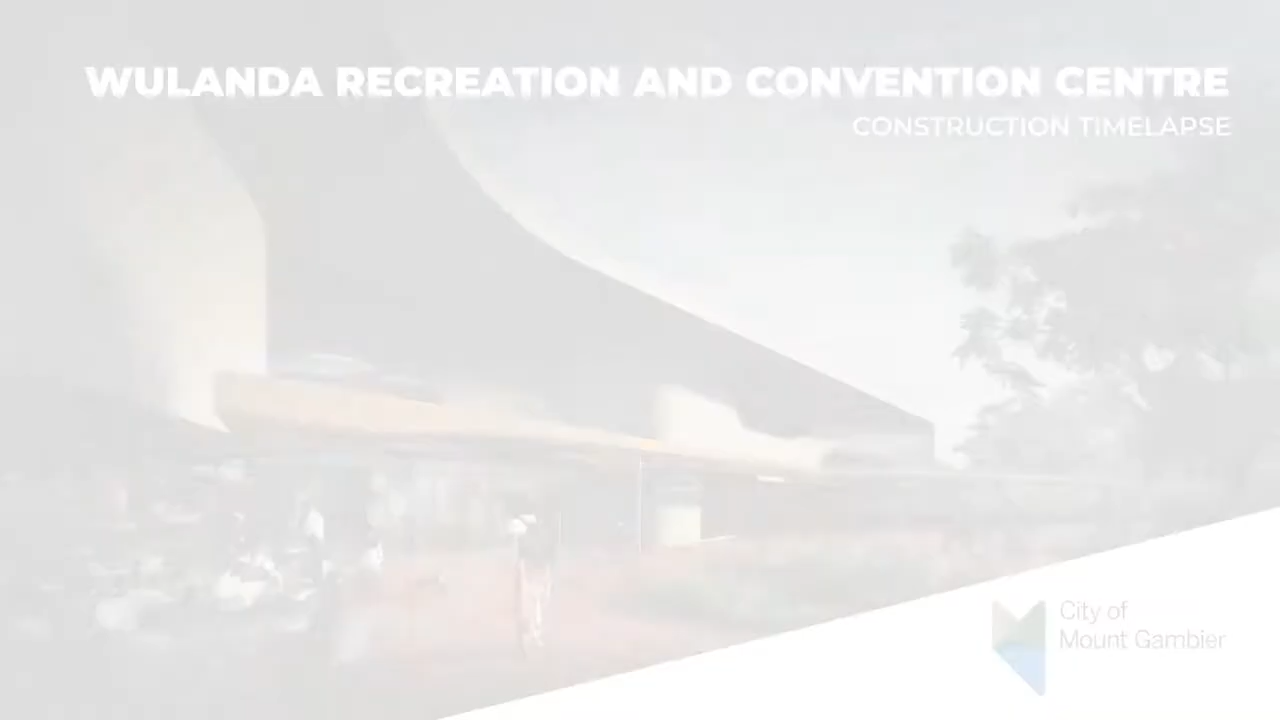 WULANDA RECREATION AND CONVENTION CENTRE
CONSTRUCTION TIMELAPSE
City of
Mount Gambier